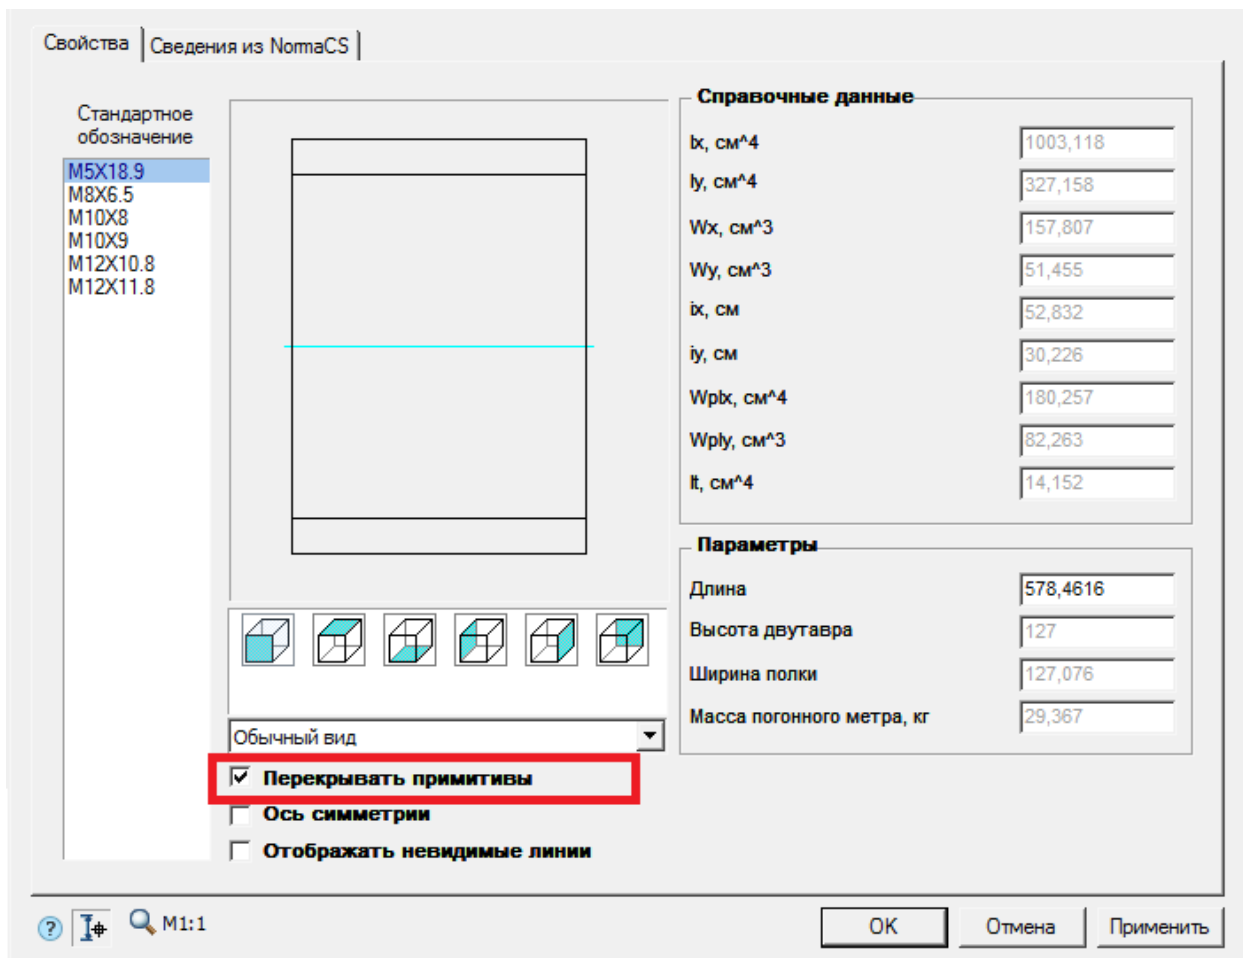 Свойства
Сведения из NormaCS
Стандартное
обозначение
M5X18.9
M8X6.5
M10X8
M10X9
M12X10.8
M12X11.8
Обычный вид
Перекрывать примитивы
Ось симметрии
Отображать невидимые линии
Справочные данные
Ix, см^4 1003,118
Iy, см^4 327,158
Wx, см^3 157,807
Wy, см^3 51,455
ix, см 52,832
iy, см 30,226
Wplx, см^4 180,257
Wply, см^3 82,263
It, см^4 14,152
Параметры
Длина 578,4616
Высота двутавра 127
Ширина полки 127,076
Масса погонного метра, кг 29,367
? М1:1
OK Отмена Применить